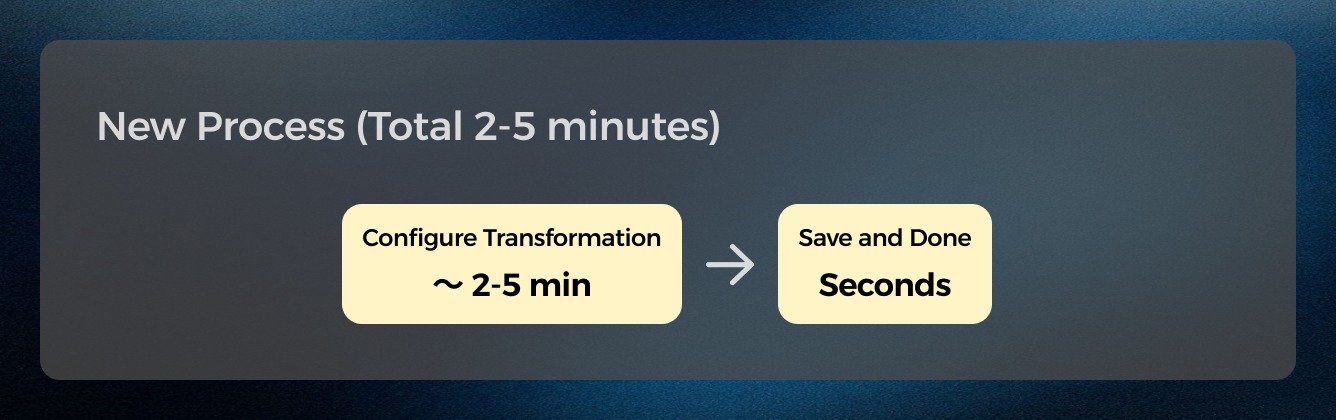 New Process (Total 2-5 minutes)
Configure Transformation
~ 2-5 min
Save and Done
Seconds